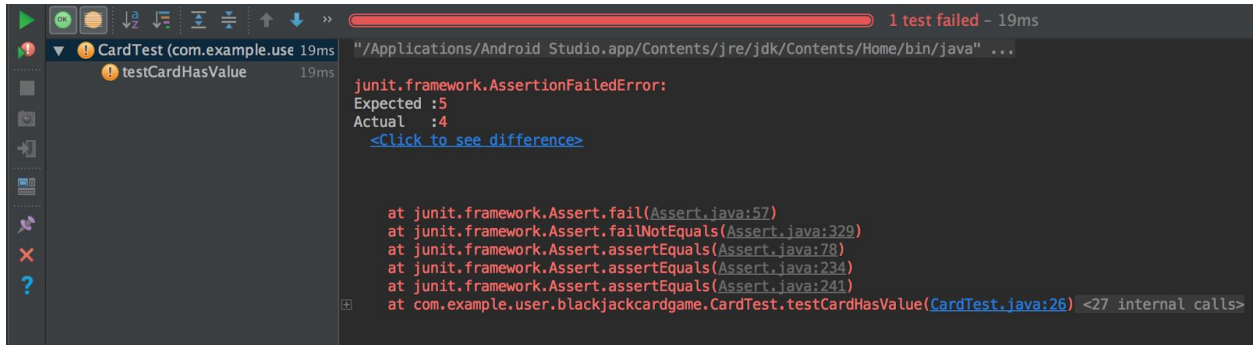 1 test failed – 19ms
CardTest (com.example.use 19ms
testCardHasValue 19ms
"/Applications/Android Studio.app/Contents/jre/jdk/Contents/Home/bin/java" ...
junit.framework.AssertionFailedError:
Expected :5
Actual :4
<Click to see difference>
at junit.framework.Assert.fail(Assert.java:57)
at junit.framework.Assert.failNotEquals(Assert.java:329)
at junit.framework.Assert.assertEquals(Assert.java:78)
at junit.framework.Assert.assertEquals(Assert.java:234)
at junit.framework.Assert.assertEquals(Assert.java:241)
at com.example.user.blackjackcardgame.CardTest.testCardHasValue(CardTest.java:26) <27 internal calls>